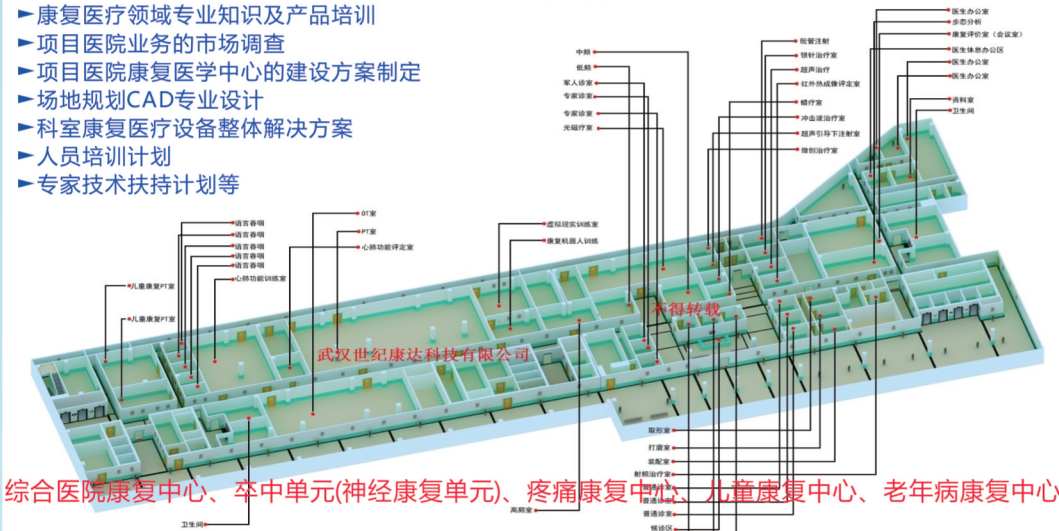 ►康复医疗领域专业知识及产品培训
►项目医院业务的市场调查
►项目医院康复医学中心的建设方案制定
►场地规划CAD专业设计
►科室康复医疗设备整体解决方案
►人员培训计划
►专家技术扶持计划等
中频
低频
军人诊室
专家诊室
专家诊室
光磁疗室
骶管注射
银针治疗室
超声治疗
红外热成像评定室
蜡疗室
冲击波治疗室
超声引导下注射室
微创治疗室
医生办公室
步态分析
康复评价室（会议室）
医生休息办公区
医生办公室
医生办公室
资料室
卫生间
语言吞咽
语言吞咽
语言吞咽
语言吞咽
语言吞咽
心肺功能训练室
儿童康复PT室
儿童康复PT室
OT室
PT室
心肺功能评定室
虚拟现实训练室
康复机器人训练
不得转载
武汉世纪康达科技有限公司
取形室
打磨室
装配室
射频治疗室
普通诊室
普通诊室
普通诊室
候诊区
综合医院康复中心、卒中单元(神经康复单元)、疼痛康复中心、儿童康复中心、老年病康复中心
高频室
卫生间